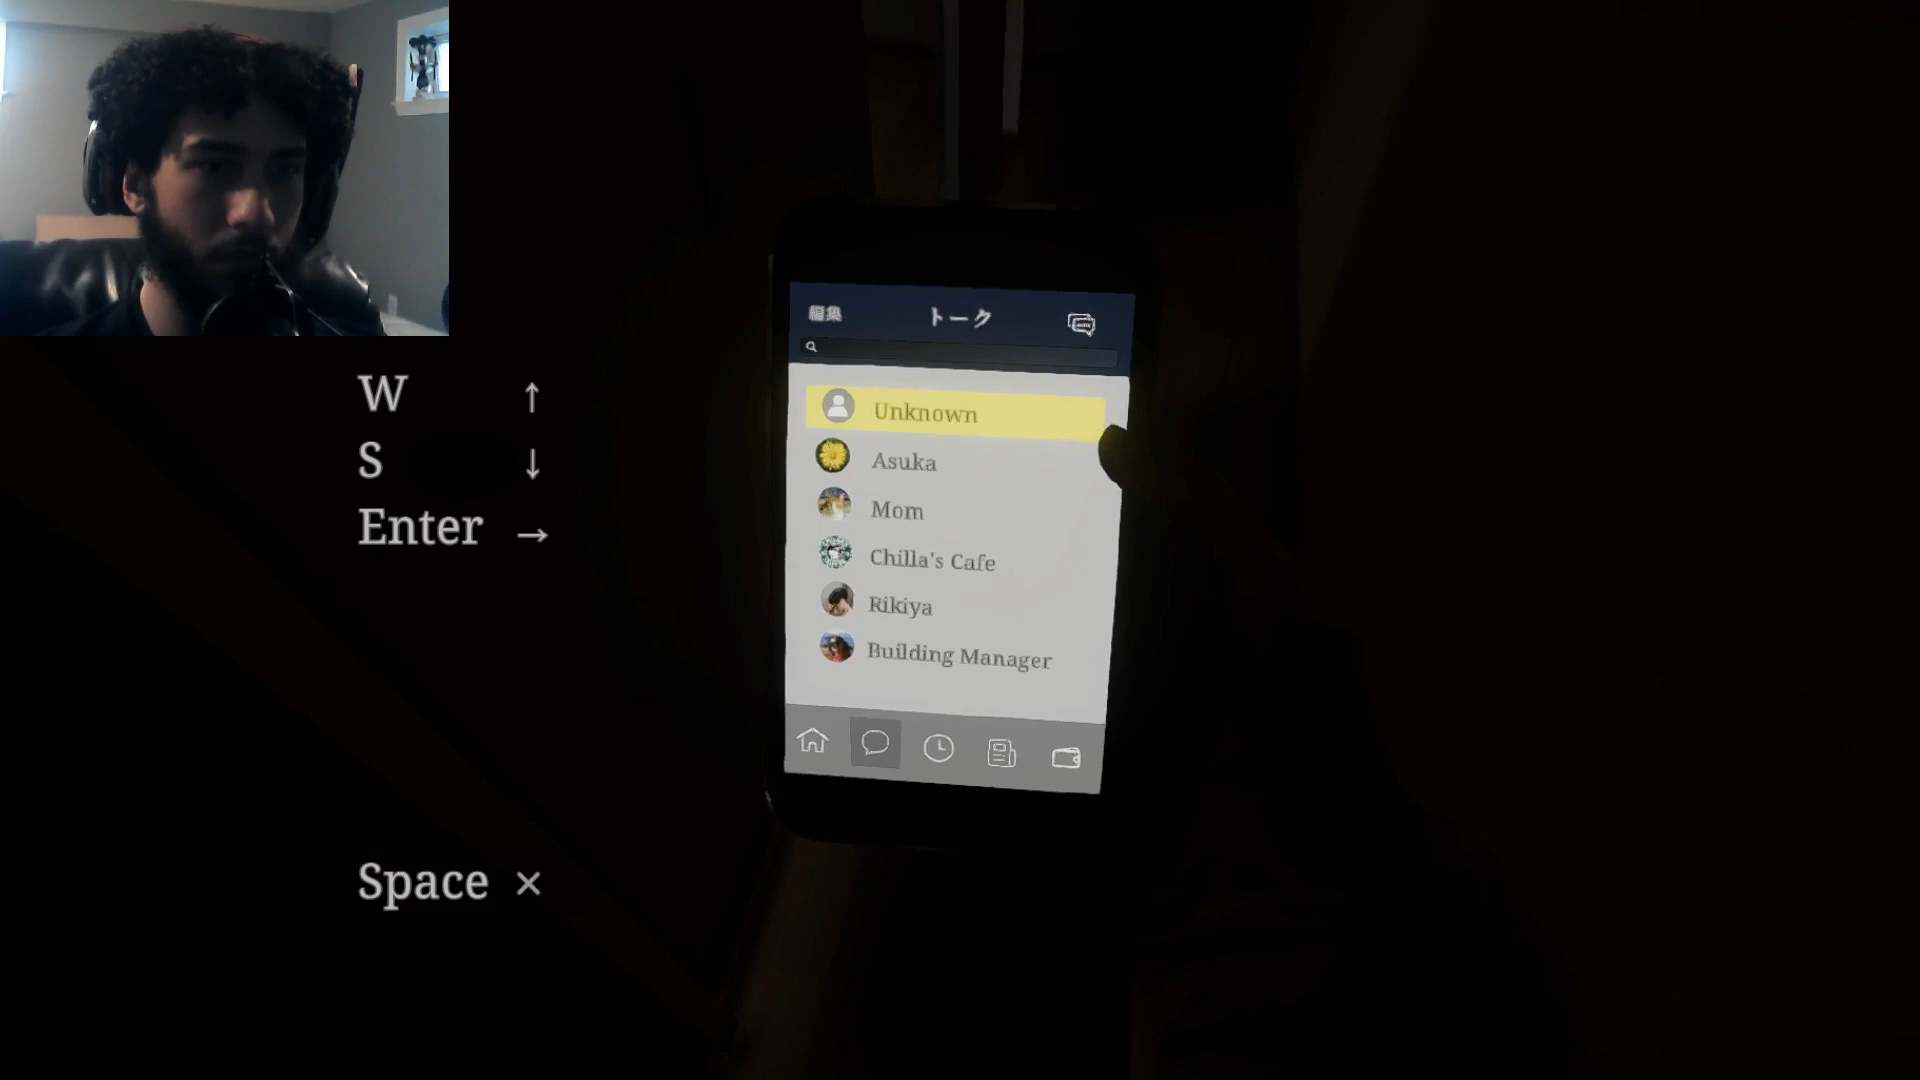 W ↑
S ↓
Enter →
Space ×
編集 トーク
Unknown
Asuka
Mom
Chilla's Cafe
Rikiya
Building Manager